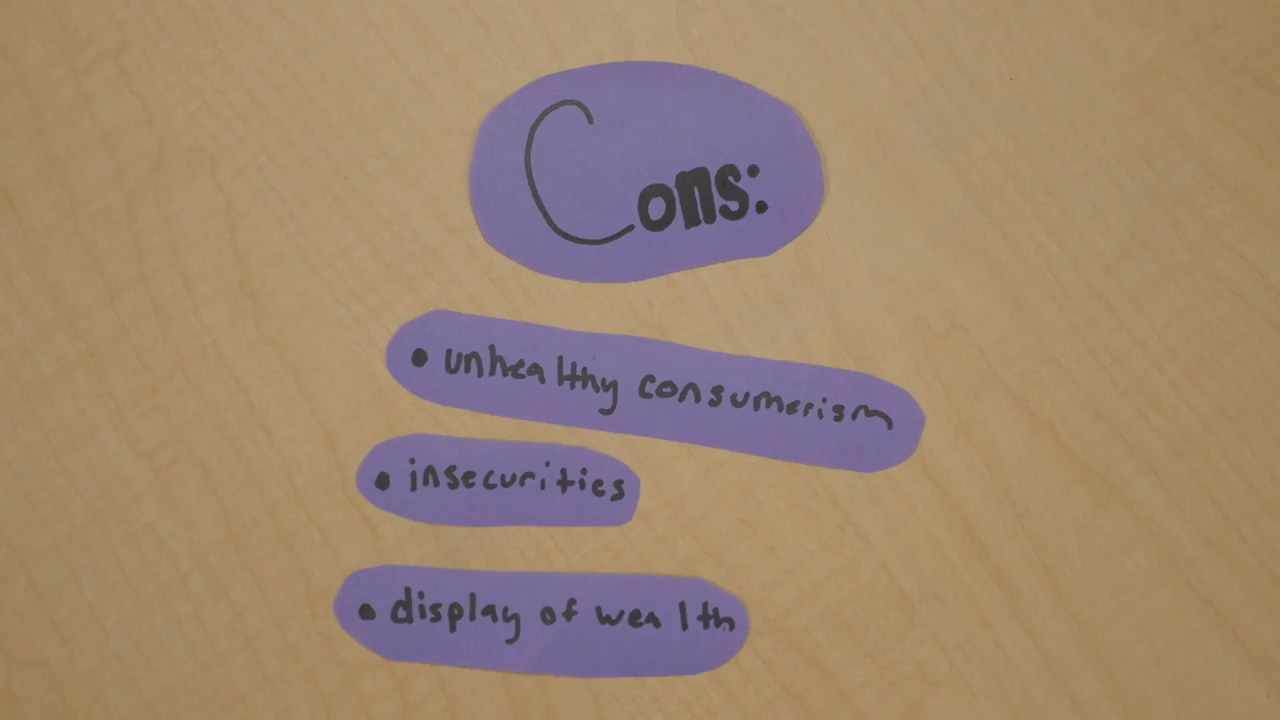 Cons:
• unhealthy consumerism
• insecurities
• display of wealth